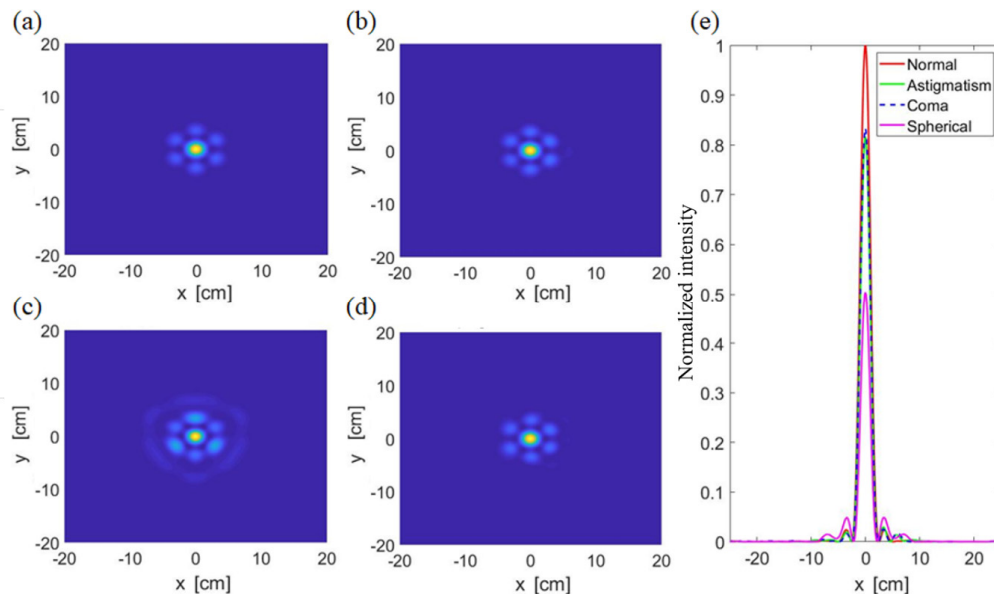 (a)
20
10
0
-10
-20
y [cm]
-20 -10 0 10 20
x [cm]
(b)
20
10
0
-10
-20
y [cm]
-20 -10 0 10 20
x [cm]
(c)
20
10
0
-10
-20
y [cm]
-20 -10 0 10 20
x [cm]
(d)
20
10
0
-10
-20
y [cm]
-20 -10 0 10 20
x [cm]
(e)
1
0.9
0.8
0.7
0.6
0.5
0.4
0.3
0.2
0.1
0
Normalized intensity
Normal
Astigmatism
Coma
Spherical
-20 -10 0 10 20
x [cm]